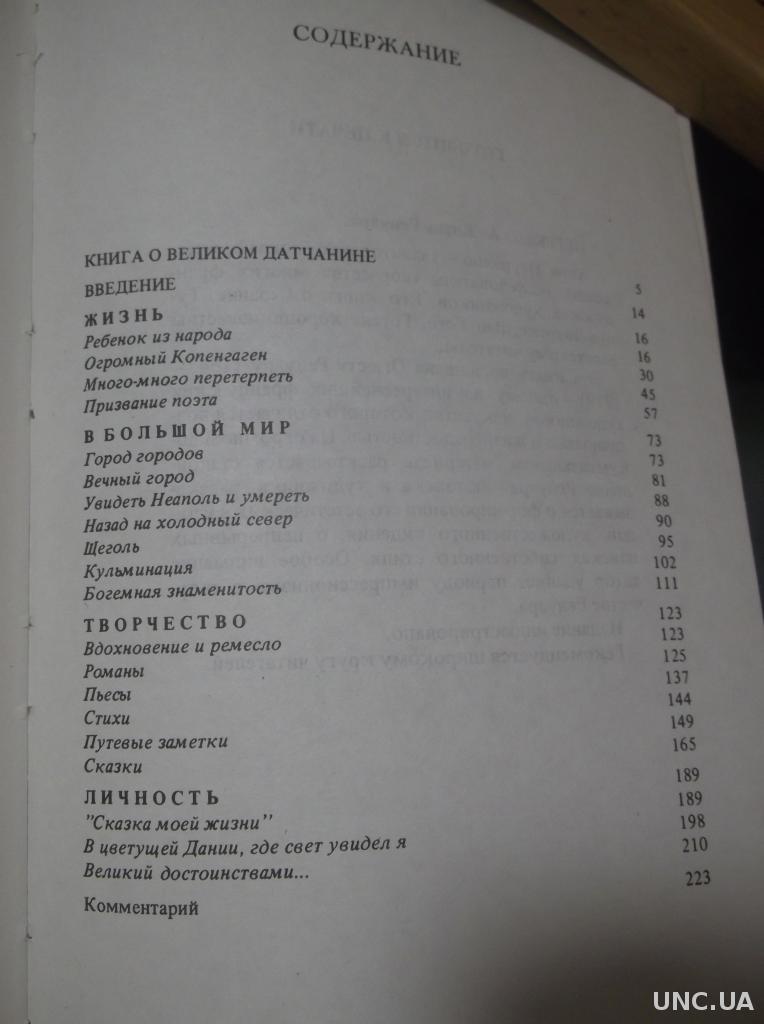 СОДЕРЖАНИЕ
КНИГА О ВЕЛИКОМ ДАТЧАНИНЕ 5
ВВЕДЕНИЕ 14
ЖИЗНЬ 16
Ребенок из народа 16
Огромный Копенгаген 30
Много-много перетерпеть 45
Призвание поэта 57
В БОЛЬШОЙ МИР 73
Город городов 73
Вечный город 81
Увидеть Неаполь и умереть 88
Назад на холодный север 90
Щеголь 95
Кульминация 102
Богемная знаменитость 111
ТВОРЧЕСТВО 123
Вдохновение и ремесло 123
Романы 125
Пьесы 137
Стихи 144
Путевые заметки 149
Сказки 165
ЛИЧНОСТЬ 189
"Сказка моей жизни" 189
В цветущей Дании, где свет увидел я 198
Великий достоинствами... 210
Комментарий 223
UNC.UA